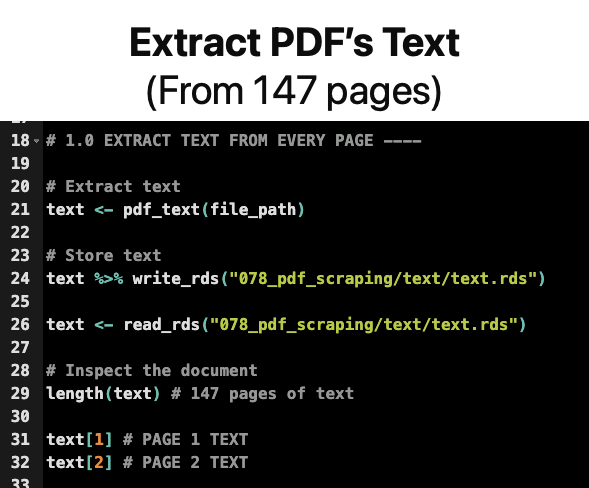 Extract PDF's Text
(From 147 pages)
18 # 1.0 EXTRACT TEXT FROM EVERY PAGE ----
19
20 # Extract text
21 text <- pdf_text(file_path)
22
23 # Store text
24 text %>% write_rds("078_pdf_scraping/text/text.rds")
25
26 text <- read_rds("078_pdf_scraping/text/text.rds")
27
28 # Inspect the document
29 length(text) # 147 pages of text
30
31 text[1] # PAGE 1 TEXT
32 text[2] # PAGE 2 TEXT
33